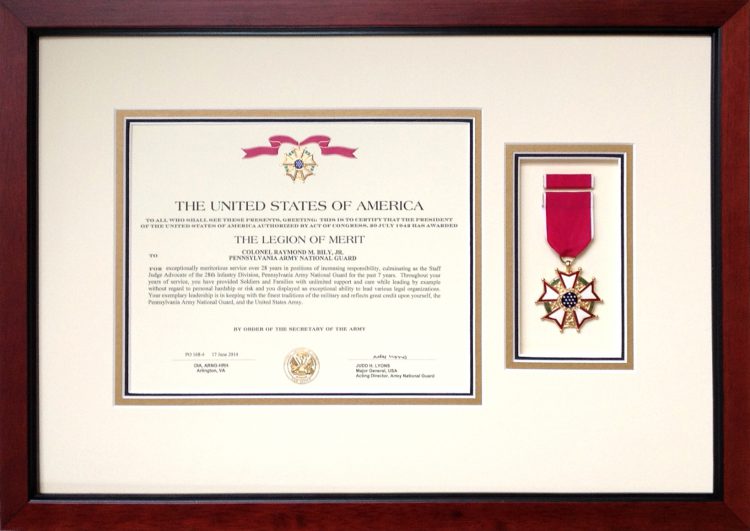 THE UNITED STATES OF AMERICA
TO ALL WHO SHALL SEE THESE PRESENTS, GREETING: THIS IS TO CERTIFY THAT THE PRESIDENT
OF THE UNITED STATES OF AMERICA AUTHORIZED BY ACT OF CONGRESS, 20 JULY 1942 HAS AWARDED
THE LEGION OF MERIT
TO COLONEL RAYMOND M. BILY, JR.
PENNSYLVANIA ARMY NATIONAL GUARD
FOR exceptionally meritorious service over 28 years in positions of increasing responsibility, culminating as the Staff
Judge Advocate of the 28th Infantry Division, Pennsylvania Army National Guard for the past 7 years. Throughout your
years of service, you have provided Soldiers and Families with unlimited support and care while leading by example
without regard to personal hardship or risk and you displayed an exceptional ability to lead various legal organizations.
Your exemplary leadership is in keeping with the finest traditions of the military and reflects great credit upon yourself, the
Pennsylvania Army National Guard, and the United States Army.
BY ORDER OF THE SECRETARY OF THE ARMY
PO 168-4 17 June 2014
DA, ARNG-HRH
Arlington, VA
JUDD H. LYONS
Major General, USA
Acting Director, Army National Guard